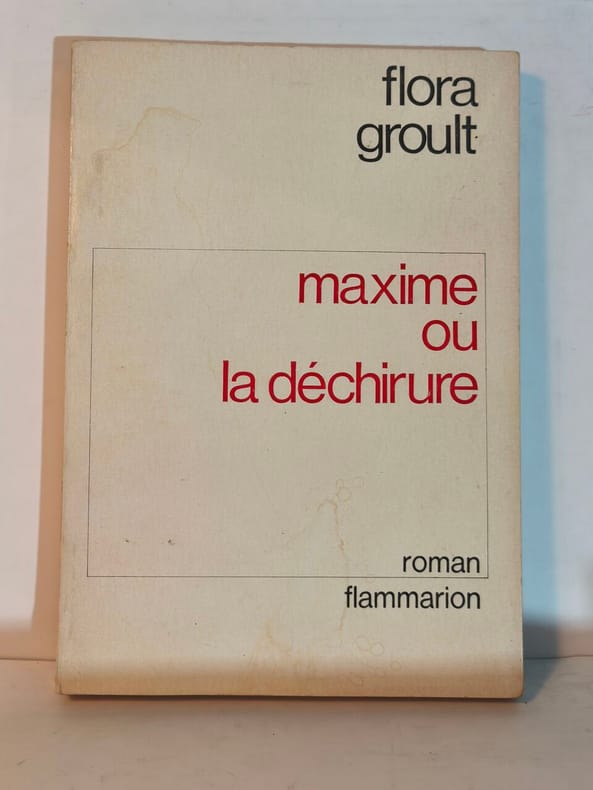 flora
groult
maxime
ou
la déchirure
roman
flammarion